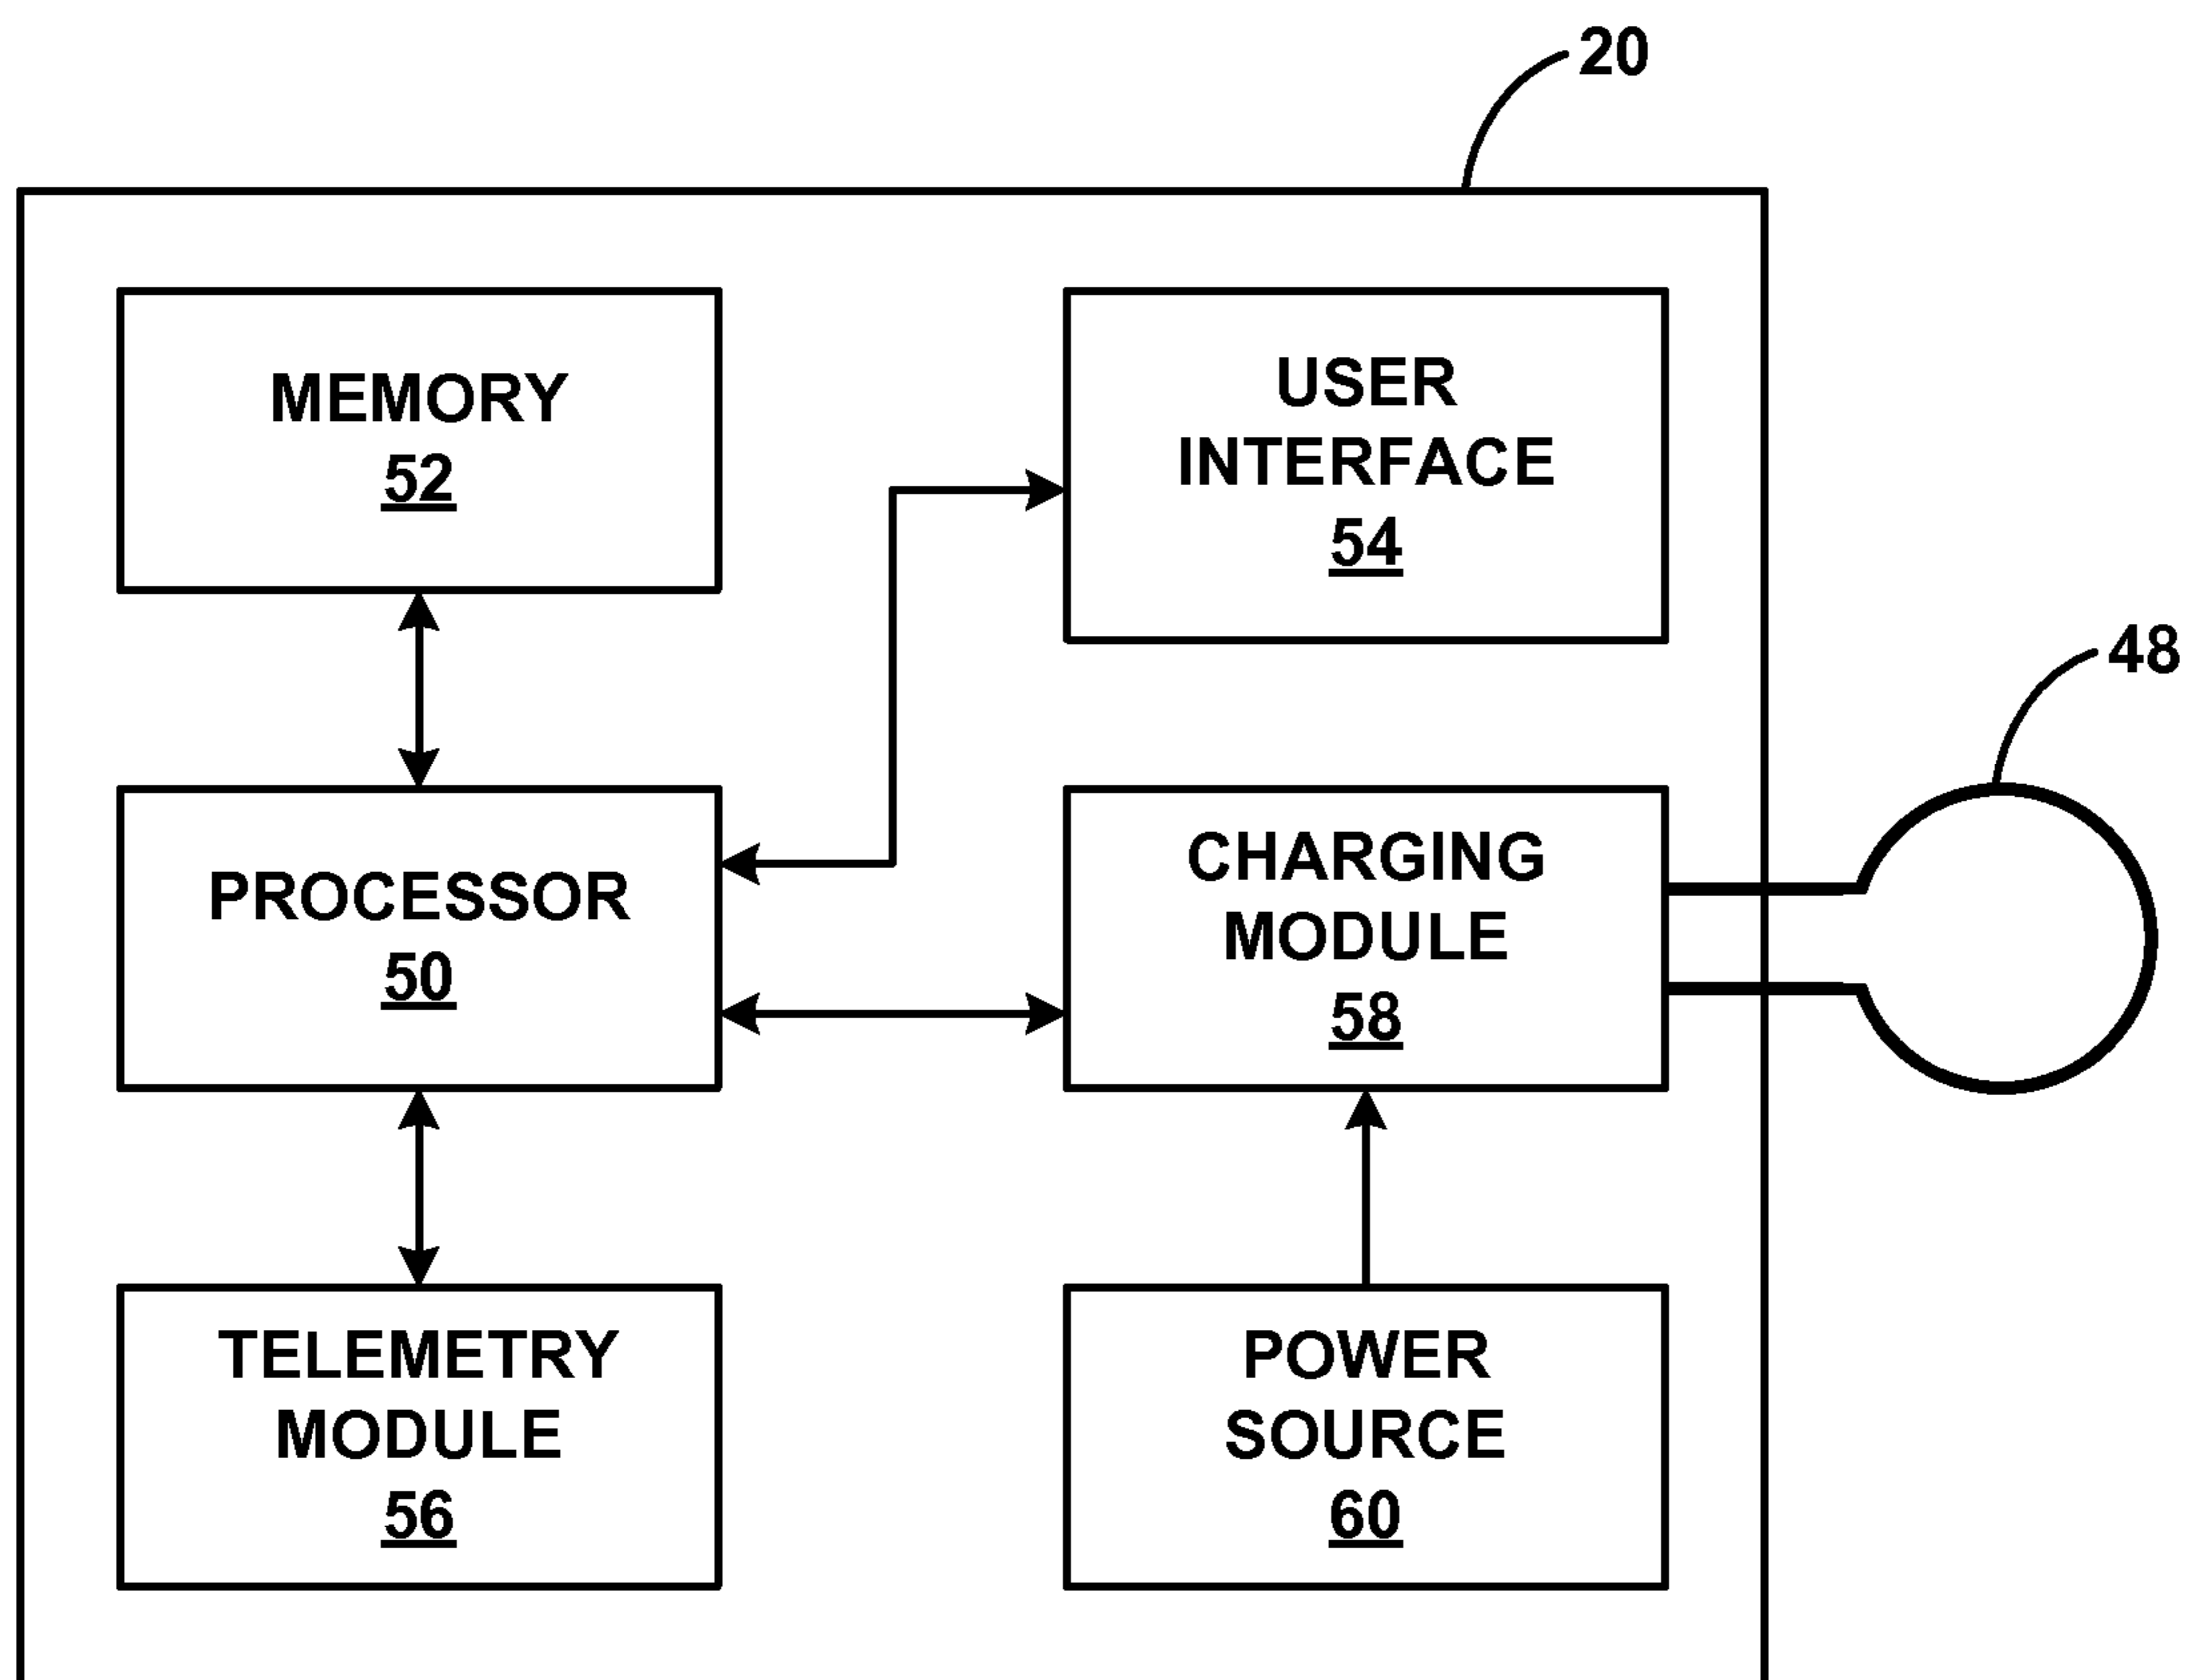 20
MEMORY
52
USER
INTERFACE
54
48
PROCESSOR
50
CHARGING
MODULE
58
TELEMETRY
MODULE
56
POWER
SOURCE
60